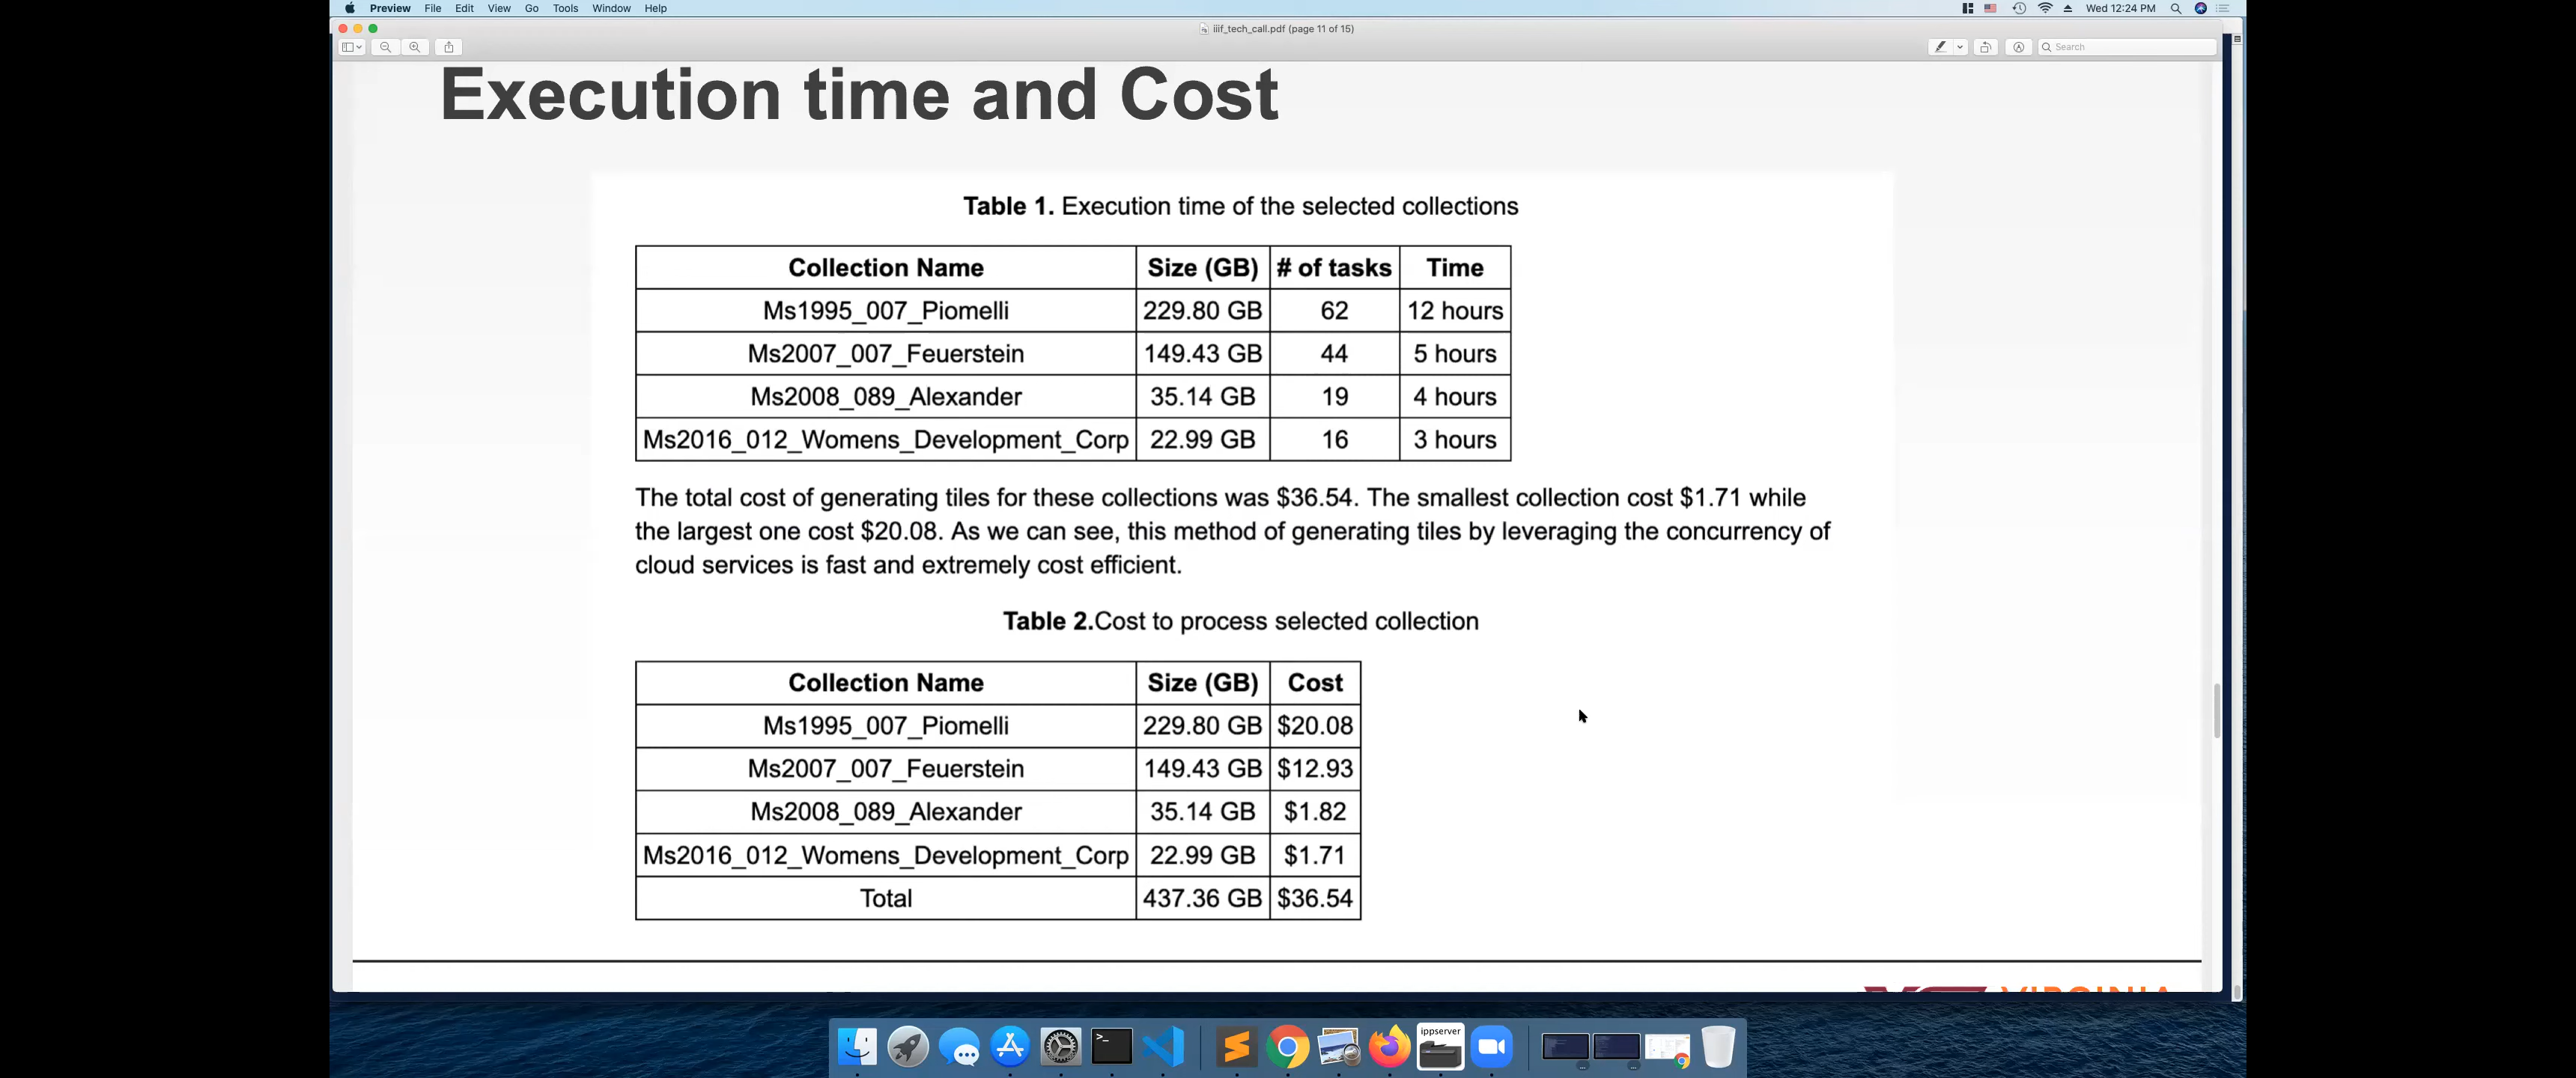 Preview File Edit View Go Tools Window Help Wed 12:24 PM
iiif_tech_call.pdf (page 11 of 15)
Search
Execution time and Cost
Table 1. Execution time of the selected collections
Collection Name Size (GB) # of tasks Time
Ms1995_007_Piomelli 229.80 GB 62 12 hours
Ms2007_007_Feuerstein 149.43 GB 44 5 hours
Ms2008_089_Alexander 35.14 GB 19 4 hours
Ms2016_012_Womens_Development_Corp 22.99 GB 16 3 hours
The total cost of generating tiles for these collections was $36.54. The smallest collection cost $1.71 while
the largest one cost $20.08. As we can see, this method of generating tiles by leveraging the concurrency of
cloud services is fast and extremely cost efficient.
Table 2.Cost to process selected collection
Collection Name Size (GB) Cost
Ms1995_007_Piomelli 229.80 GB $20.08
Ms2007_007_Feuerstein 149.43 GB $12.93
Ms2008_089_Alexander 35.14 GB $1.82
Ms2016_012_Womens_Development_Corp 22.99 GB $1.71
Total 437.36 GB $36.54
VIRGINIA
ippserver